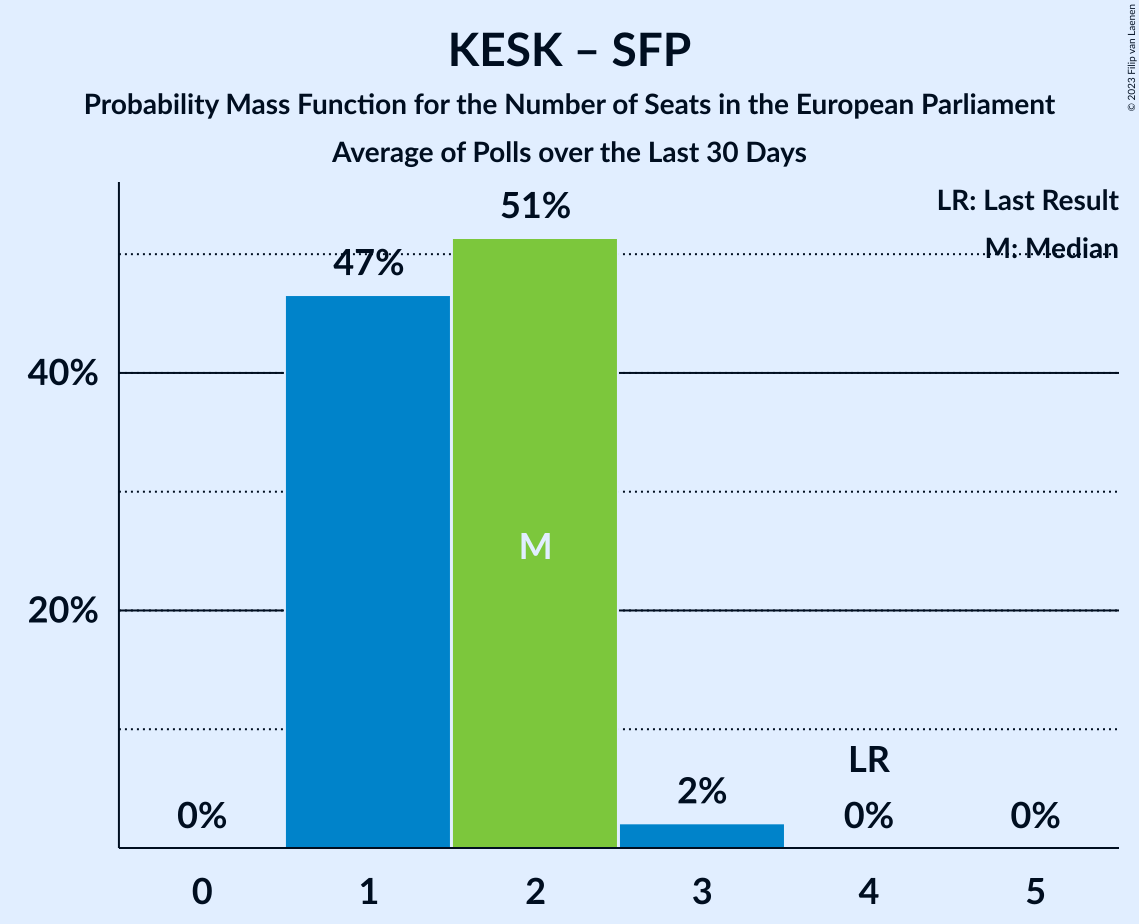 KESK – SFP
Probability Mass Function for the Number of Seats in the European Parliament
Average of Polls over the Last 30 Days
© 2023 Filip van Laenen
LR: Last Result
M: Median
51%
47%
40%
M
20%
LR
2%
0%
0%
0%
0
1
2
3
4
5